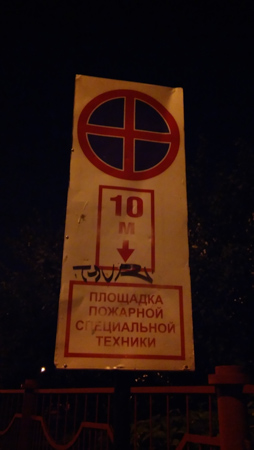 10
М
ПЛОЩАДКА
ПОЖАРНОЙ
СПЕЦИАЛЬНОЙ
ТЕХНИКИ